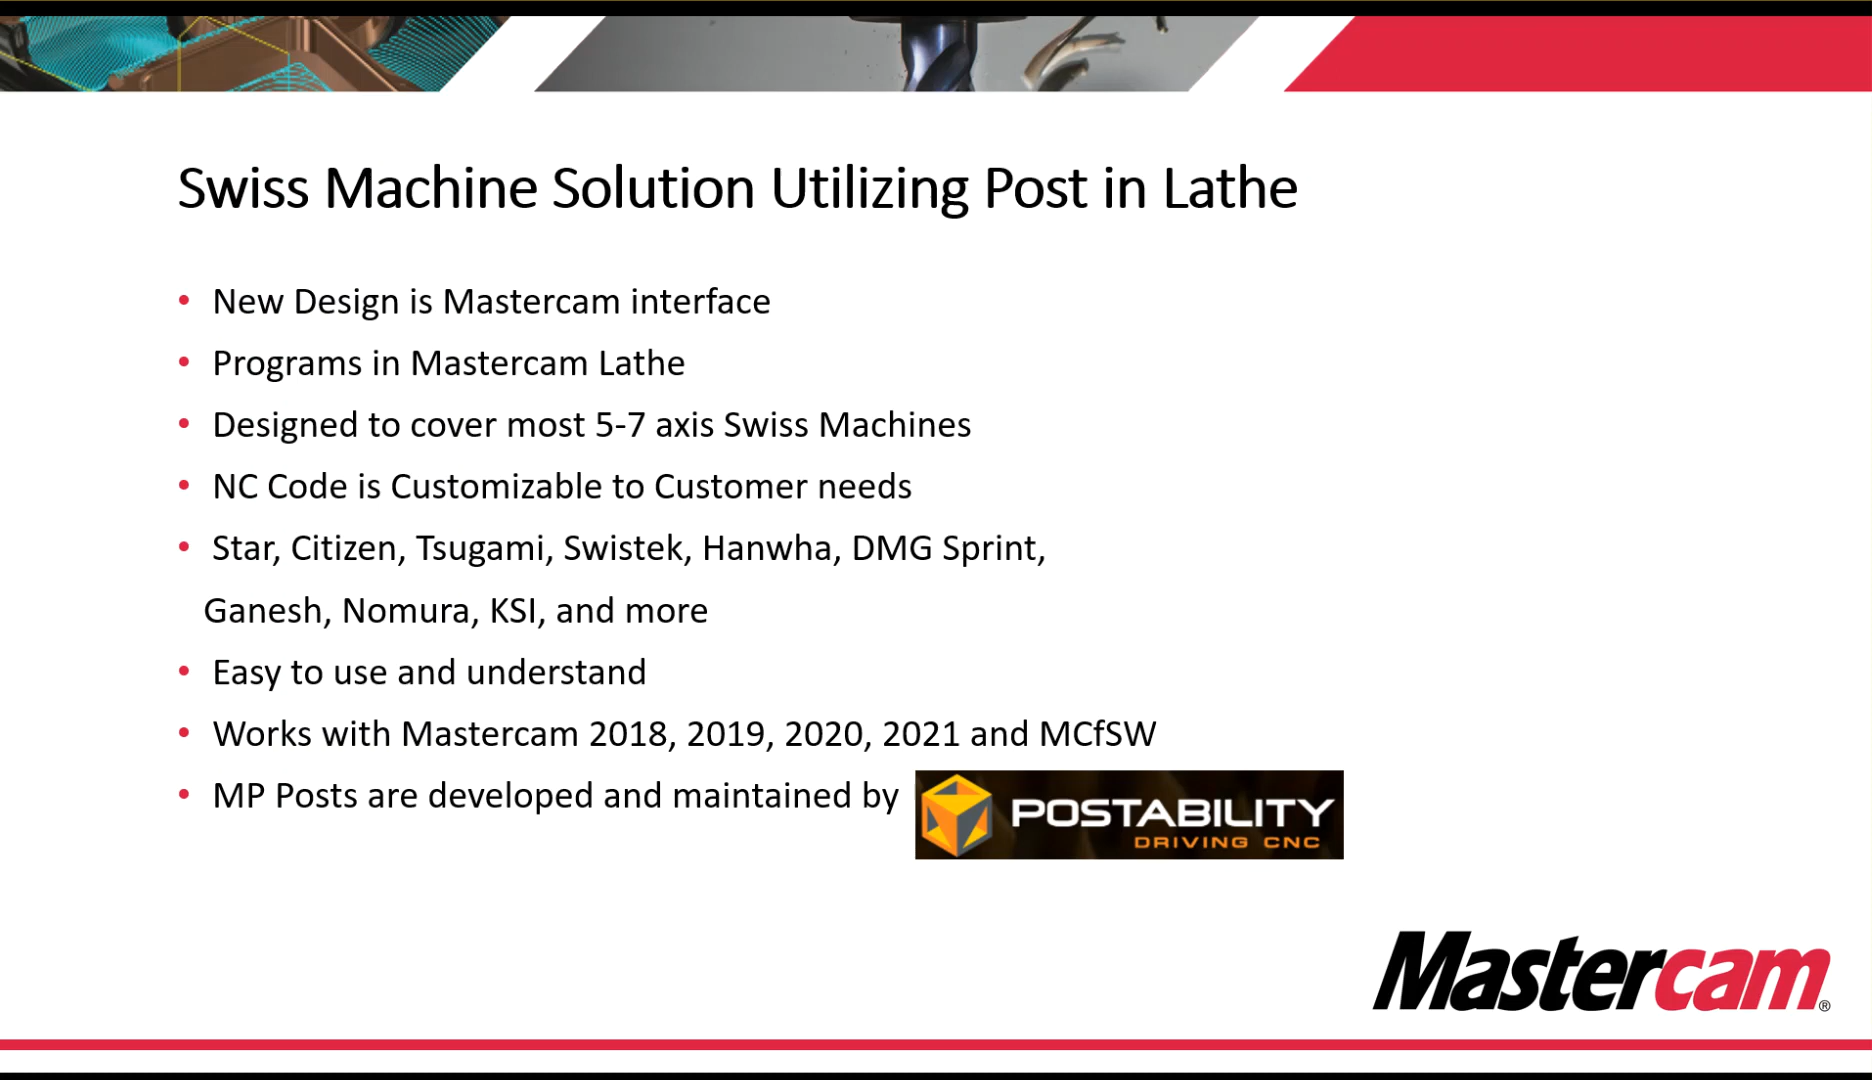 Swiss Machine Solution Utilizing Post in Lathe
• New Design is Mastercam interface
• Programs in Mastercam Lathe
• Designed to cover most 5-7 axis Swiss Machines
• NC Code is Customizable to Customer needs
• Star, Citizen, Tsugami, Swistek, Hanwha, DMG Sprint,
Ganesh, Nomura, KSI, and more
• Easy to use and understand
• Works with Mastercam 2018, 2019, 2020, 2021 and MCfSW
• MP Posts are developed and maintained by
POSTABILITY
DRIVING CNC
Mastercam®